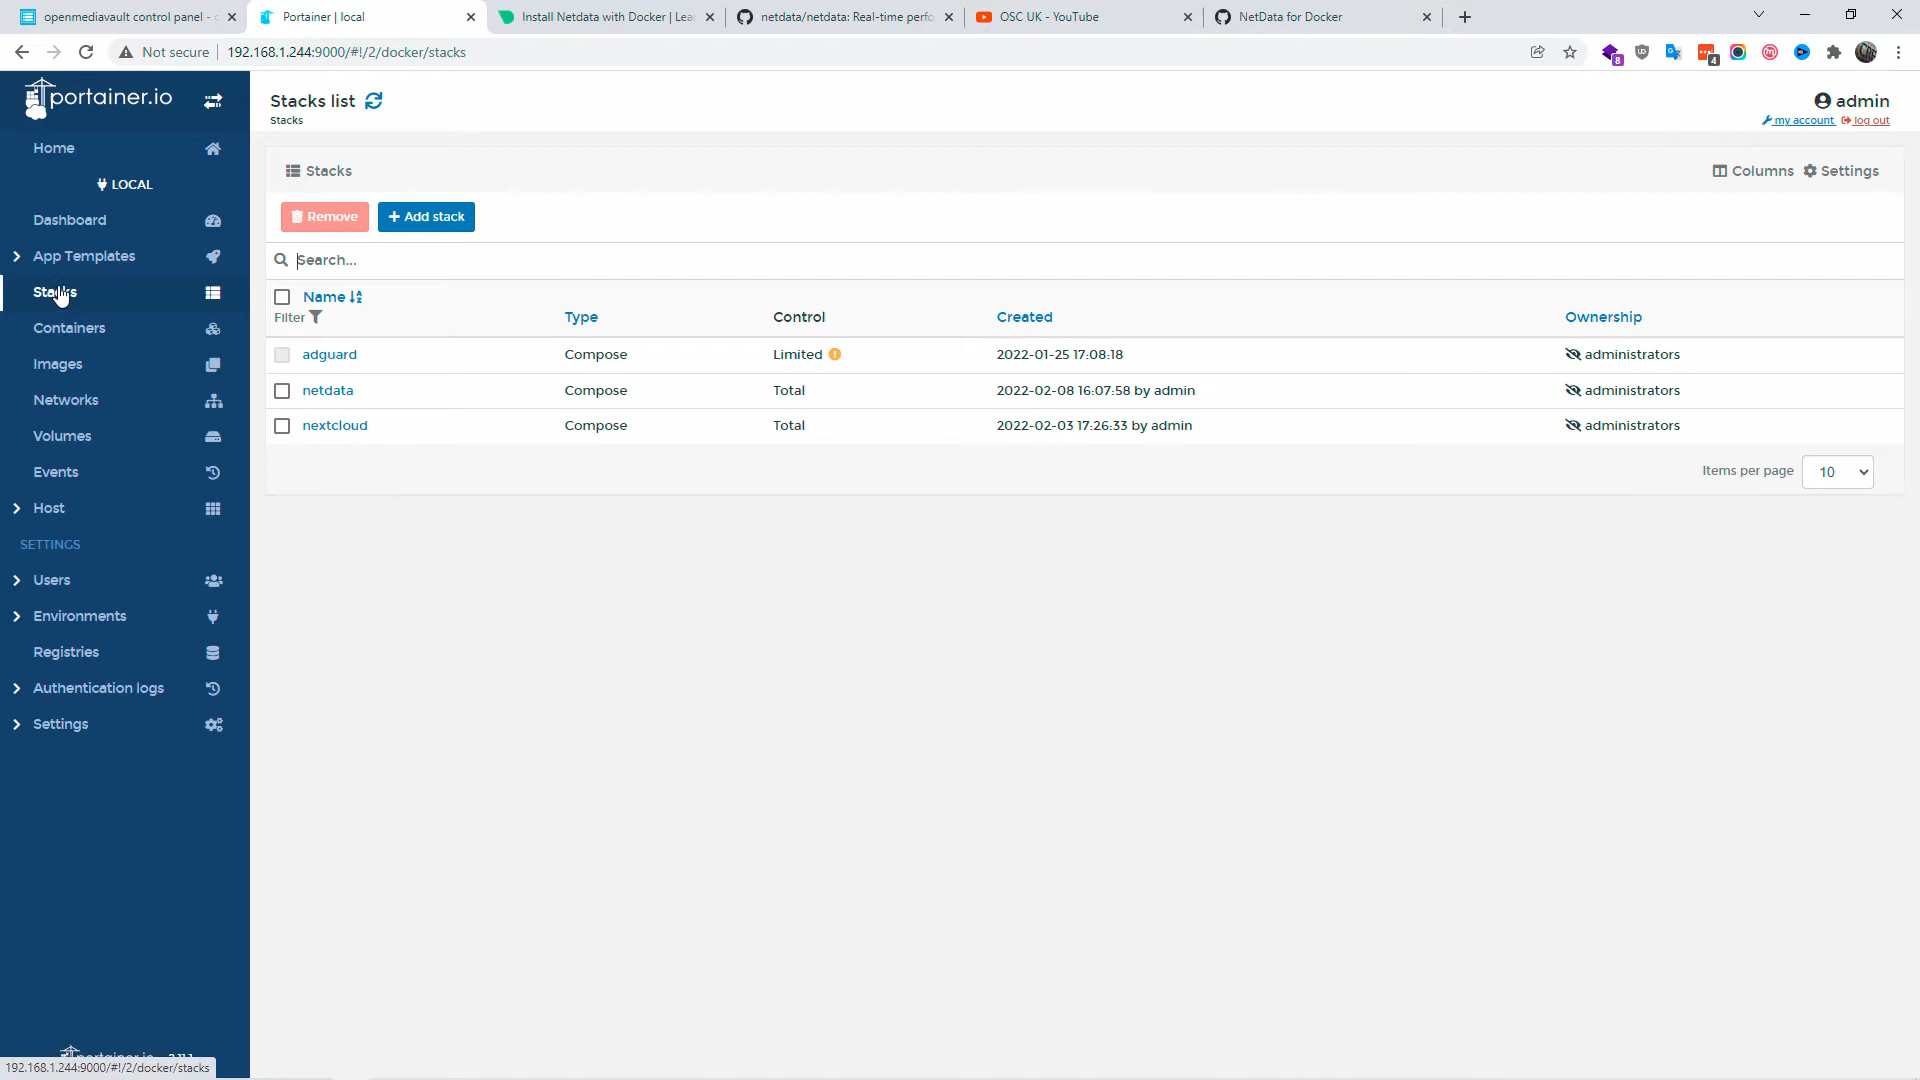 openmediavault control panel -
Portainer | local
Install Netdata with Docker | Lea
netdata/netdata: Real-time perfo
OSC UK - YouTube
NetData for Docker
Not secure
192.168.1.244:9000/#!/2/docker/stacks
8
4
portainer.io
Stacks list
Stacks
admin
my account
log out
Home
LOCAL
Dashboard
App Templates
Stacks
Containers
Images
Networks
Volumes
Events
Host
SETTINGS
Users
Environments
Registries
Authentication logs
Settings
Stacks
Columns
Settings
Remove
+ Add stack
Search...
Name
Filter
Type
Control
Created
Ownership
adguard
Compose
Limited
2022-01-25 17:08:18
administrators
netdata
Compose
Total
2022-02-08 16:07:58 by admin
administrators
nextcloud
Compose
Total
2022-02-03 17:26:33 by admin
administrators
Items per page
10
192.168.1.244:9000/#!/2/docker/stacks